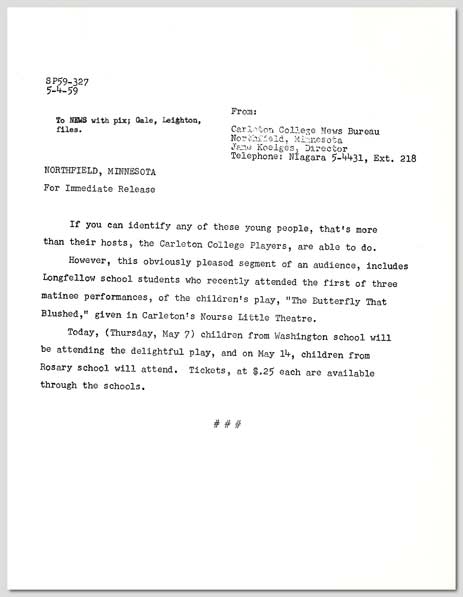 SP59-327
5-4-59
To NEWS with pix; Gale, Leighton,
files.
From:
Carleton College News Bureau
Northfield, Minnesota
Jane Koelges, Director
Telephone: NIagara 5-4431, Ext. 218
NORTHFIELD, MINNESOTA
For Immediate Release
If you can identify any of these young people, that's more
than their hosts, the Carleton College Players, are able to do.
However, this obviously pleased segment of an audience, includes
Longfellow school students who recently attended the first of three
matinee performances, of the children's play, "The Butterfly That
Blushed," given in Carleton's Nourse Little Theatre.
Today, (Thursday, May 7) children from Washington school will
be attending the delightful play, and on May 14, children from
Rosary school will attend. Tickets, at $.25 each are available
through the schools.
# # #